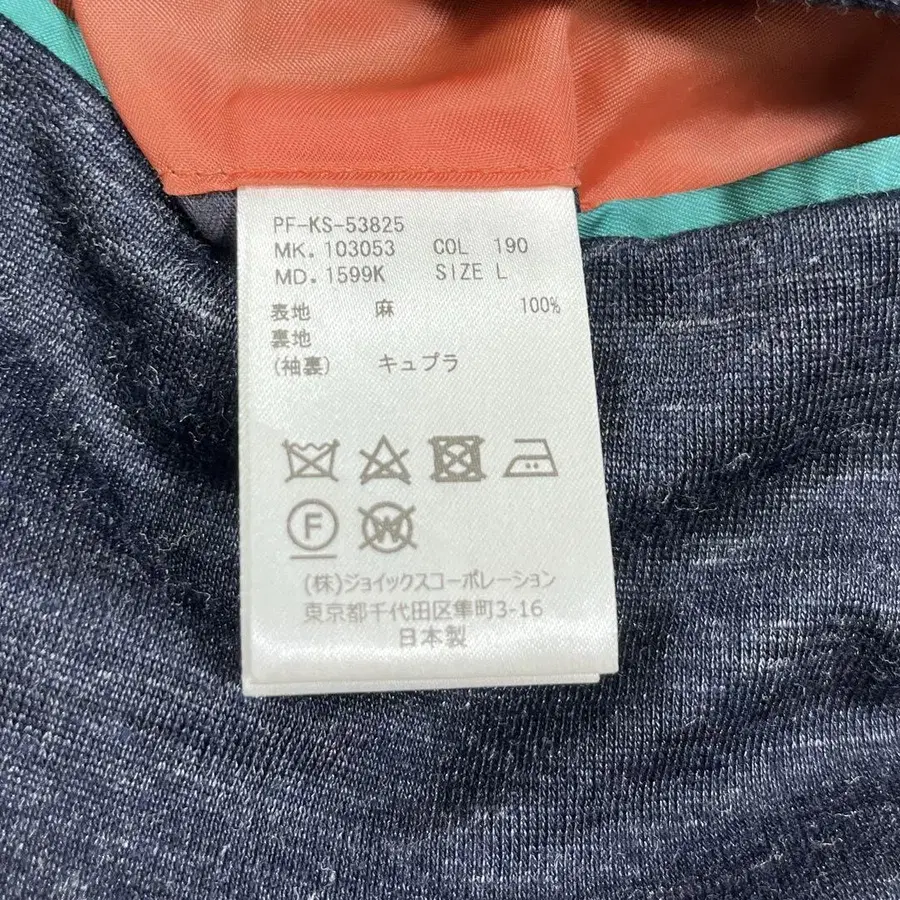 PF-KS-53825
MK. 103053 COL 190
MD. 1599K SIZE L
表地 麻 100%
裏地
(袖裏) キュプラ
F
W
(株)ジョイックスコーポレーション
東京都千代田区隼町3-16
日本製